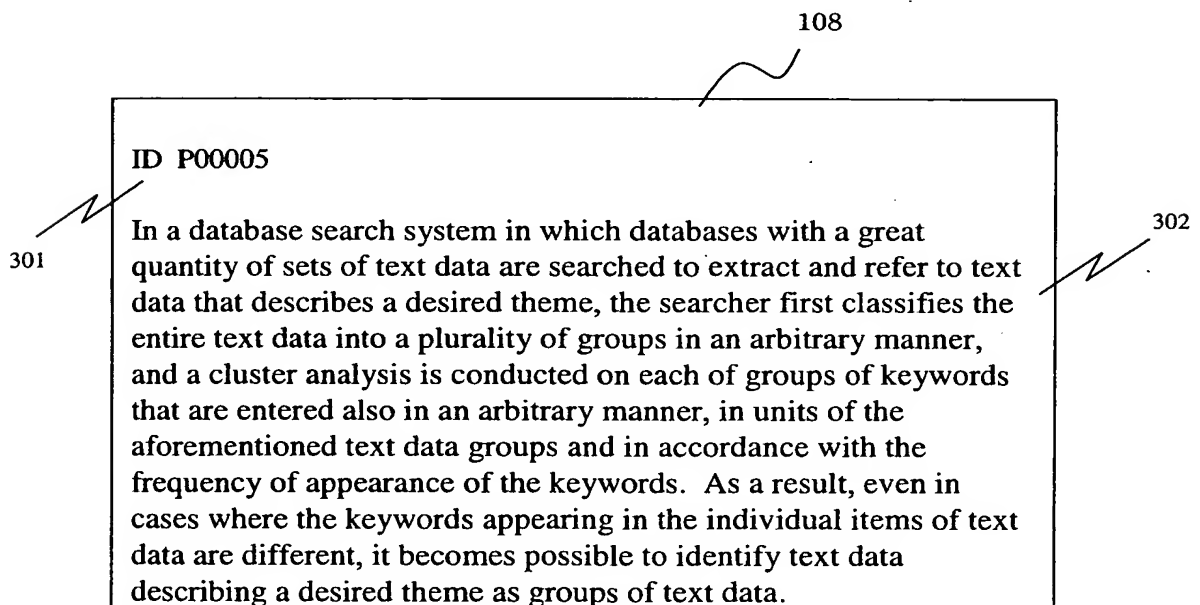 108
ID P00005
301
302
In a database search system in which databases with a great
quantity of sets of text data are searched to extract and refer to text
data that describes a desired theme, the searcher first classifies the
entire text data into a plurality of groups in an arbitrary manner,
and a cluster analysis is conducted on each of groups of keywords
that are entered also in an arbitrary manner, in units of the
aforementioned text data groups and in accordance with the
frequency of appearance of the keywords. As a result, even in
cases where the keywords appearing in the individual items of text
data are different, it becomes possible to identify text data
describing a desired theme as groups of text data.